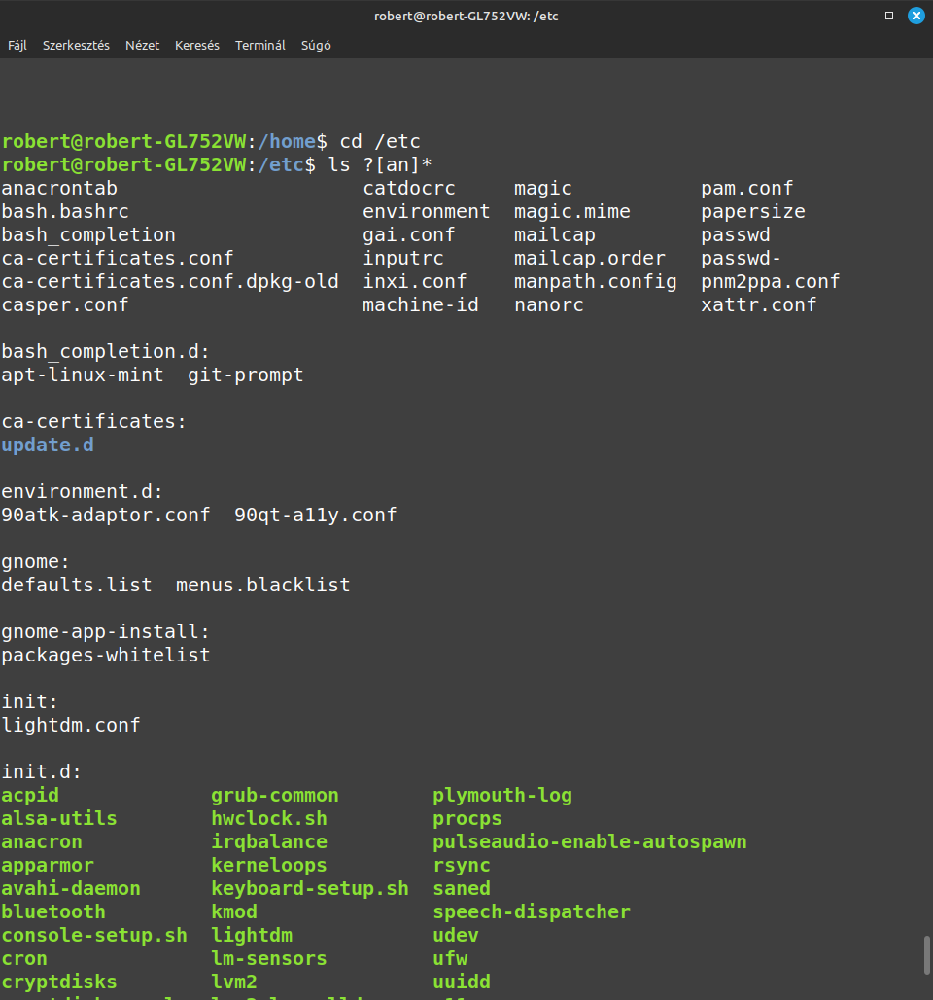 robert@robert-GL752VW: /etc
Fájl Szerkesztés Nézet Keresés Terminál Súgó
robert@robert-GL752VW:/home$ cd /etc
robert@robert-GL752VW:/etc$ ls ?[an]*
anacrontab catdocrc magic pam.conf
bash.bashrc environment magic.mime papersize
bash_completion gai.conf mailcap passwd
ca-certificates.conf inputrc mailcap.order passwd-
ca-certificates.conf.dpkg-old inxi.conf manpath.config pnm2ppa.conf
casper.conf machine-id nanorc xattr.conf
bash_completion.d:
apt-linux-mint git-prompt
ca-certificates:
update.d
environment.d:
90atk-adaptor.conf 90qt-a11y.conf
gnome:
defaults.list menus.blacklist
gnome-app-install:
packages-whitelist
init:
lightdm.conf
init.d:
acpid grub-common plymouth-log
alsa-utils hwclock.sh procps
anacron irqbalance pulseaudio-enable-autospawn
apparmor kerneloops rsync
avahi-daemon keyboard-setup.sh saned
bluetooth kmod speech-dispatcher
console-setup.sh lightdm udev
cron lm-sensors ufw
cryptdisks lvm2 uuidd